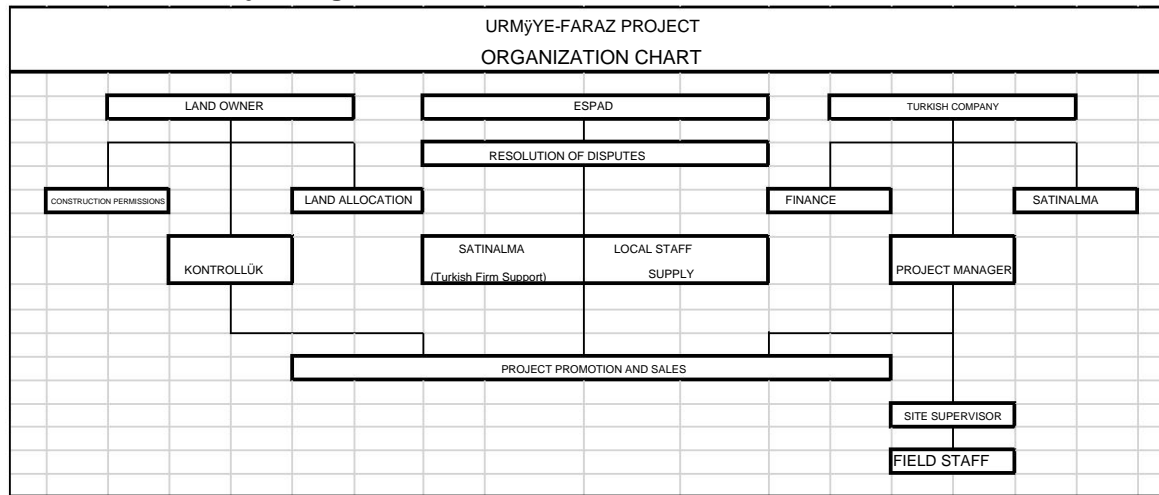 URMÿYE-FARAZ PROJECT
ORGANIZATION CHART
LAND OWNER
ESPAD
TURKISH COMPANY
RESOLUTION OF DISPUTES
CONSTRUCTION PERMISSIONS
LAND ALLOCATION
FINANCE
SATINALMA
KONTROLLÜK
SATINALMA
(Turkish Firm Support)
LOCAL STAFF
SUPPLY
PROJECT MANAGER
PROJECT PROMOTION AND SALES
SITE SUPERVISOR
FIELD STAFF